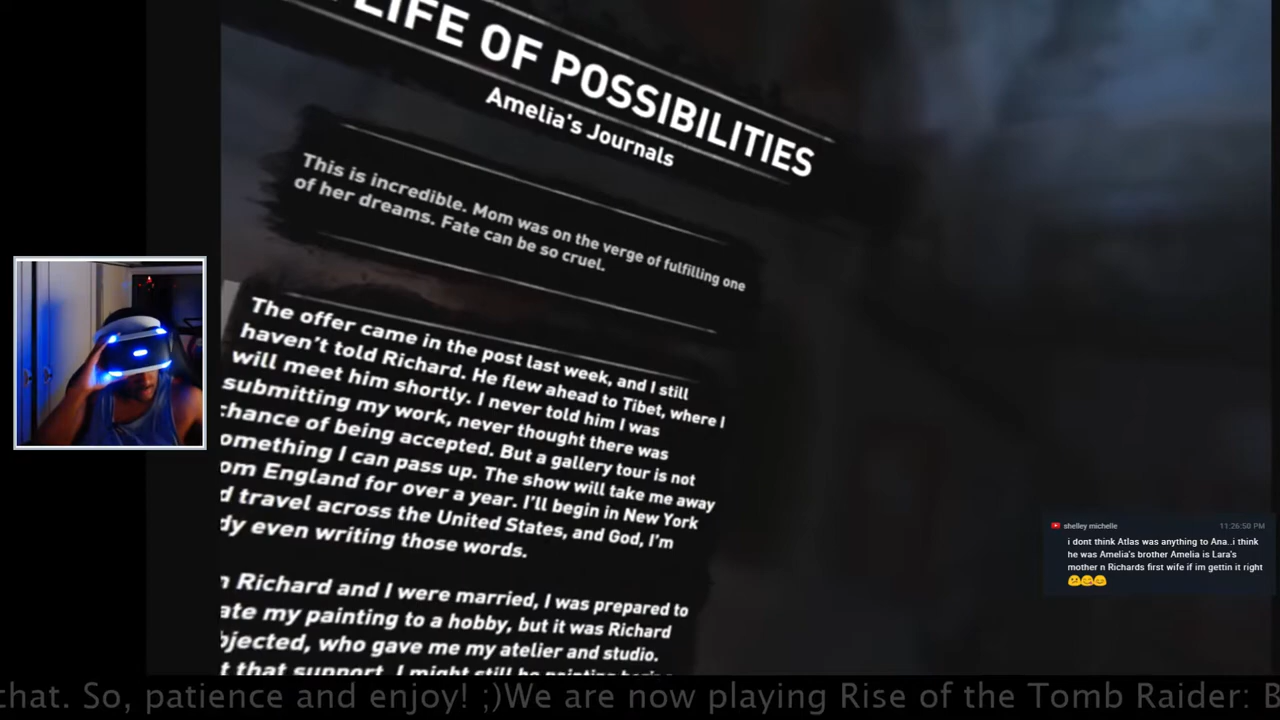 LIFE OF POSSIBILITIES
Amelia's Journals
This is incredible. Mom was on the verge of fulfilling one
of her dreams. Fate can be so cruel.
The offer came in the post last week, and I still
haven't told Richard. He flew ahead to Tibet, where I
will meet him shortly. I never told him I was
submitting my work, never thought there was
chance of being accepted. But a gallery tour is not
omething I can pass up. The show will take me away
om England for over a year. I'll begin in New York
d travel across the United States, and God, I'm
dy even writing those words.
n Richard and I were married, I was prepared to
ate my painting to a hobby, but it was Richard
bjected, who gave me my atelier and studio.
t that support, I might still be painting
shelley michelle 11:26:50 PM
i dont think Atlas was anything to Ana..i think
he was Amelia's brother Amelia is Lara's
mother n Richards first wife if im gettin it right
chat. So, patience and enjoy! ;)We are now playing Rise of the Tomb Raider: B